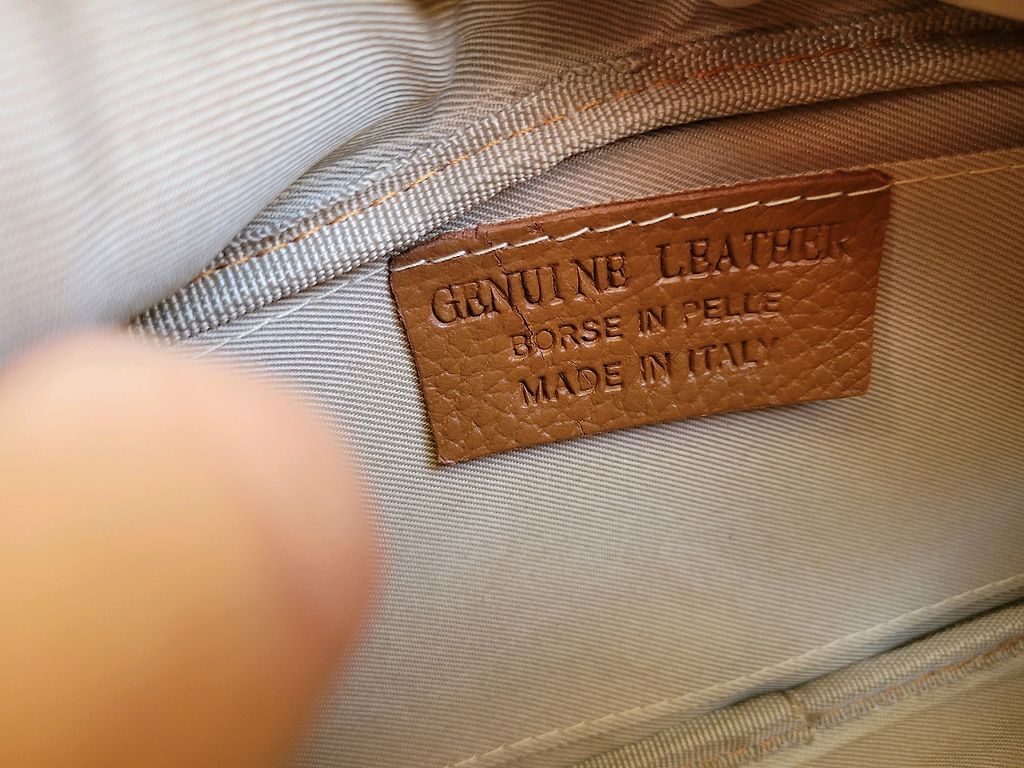 GENUINE LEATHER
BORSE IN PELLE
MADE IN ITALY